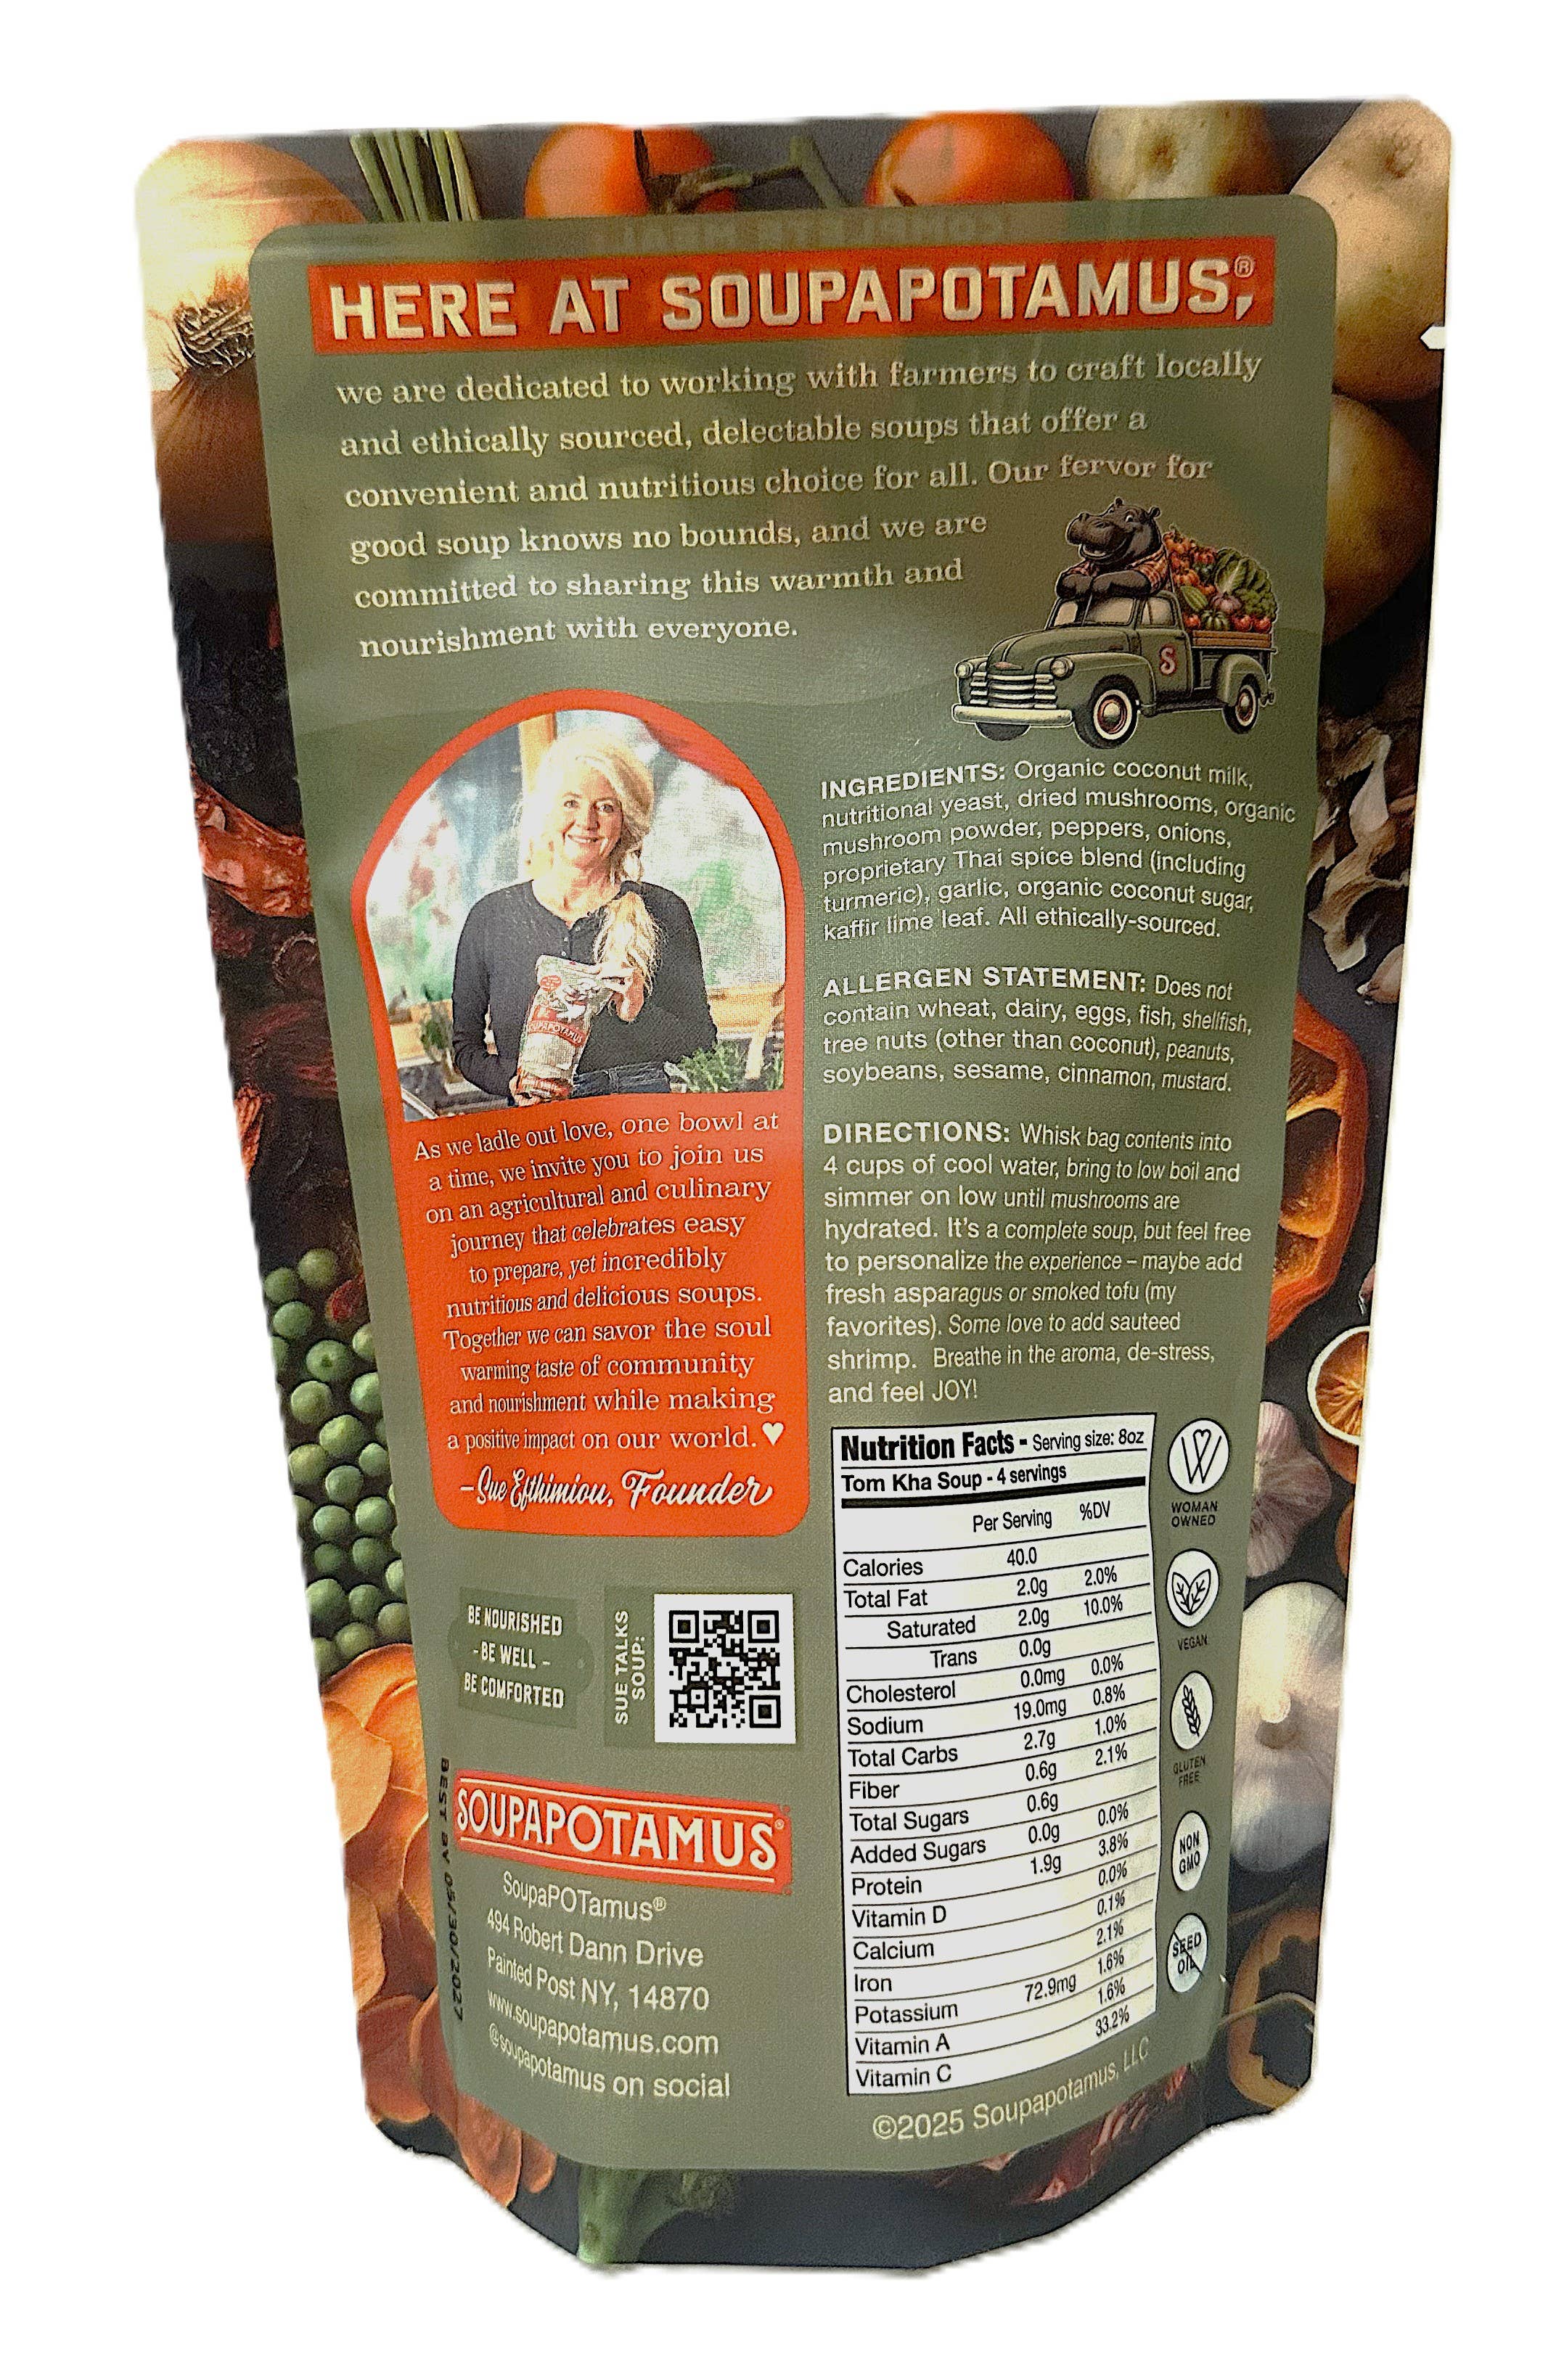 HERE AT SOUPAPOTAMUS®,
we are dedicated to working with farmers to craft locally
and ethically sourced, delectable soups that offer a
convenient and nutritious choice for all. Our fervor for
good soup knows no bounds, and we are
committed to sharing this warmth and
nourishment with everyone.
S
SOUPAPOTAMUS
As we ladle out love, one bowl at
a time, we invite you to join us
on an agricultural and culinary
journey that celebrates easy
to prepare, yet incredibly
nutritious and delicious soups.
Together we can savor the soul
warming taste of community
and nourishment while making
a positive impact on our world. ♥
-Sue Efthimiou, Founder
BE NOURISHED
- BE WELL -
BE COMFORTED
SUE TALKS
SOUP:
BEST BY 09/30/2027
SOUPAPOTAMUS®
SoupaPOTamus®
494 Robert Dann Drive
Painted Post NY, 14870
www.soupapotamus.com
@soupapotamus on social
INGREDIENTS: Organic coconut milk,
nutritional yeast, dried mushrooms, organic
mushroom powder, peppers, onions,
proprietary Thai spice blend (including
turmeric), garlic, organic coconut sugar,
kaffir lime leaf. All ethically-sourced.
ALLERGEN STATEMENT: Does not
contain wheat, dairy, eggs, fish, shellfish,
tree nuts (other than coconut), peanuts,
soybeans, sesame, cinnamon, mustard.
DIRECTIONS: Whisk bag contents into
4 cups of cool water, bring to low boil and
simmer on low until mushrooms are
hydrated. It's a complete soup, but feel free
to personalize the experience – maybe add
fresh asparagus or smoked tofu (my
favorites). Some love to add sauteed
shrimp. Breathe in the aroma, de-stress,
and feel JOY!
Nutrition Facts - Serving size: 8oz
Tom Kha Soup - 4 servings
Per Serving %DV
Calories 40.0
Total Fat 2.0g 2.0%
Saturated 2.0g 10.0%
Trans 0.0g
Cholesterol 0.0mg 0.0%
Sodium 19.0mg 0.8%
Total Carbs 2.7g 1.0%
Fiber 0.6g 2.1%
Total Sugars 0.6g
Added Sugars 0.0g 0.0%
Protein 1.9g 3.8%
Vitamin D 0.0%
Calcium 0.1%
Iron 2.1%
Potassium 72.9mg 1.6%
Vitamin A 1.6%
Vitamin C 33.2%
WOMAN
OWNED
VEGAN
GLUTEN
FREE
NON
GMO
SEED
OIL
©2025 Soupapotamus, LLC